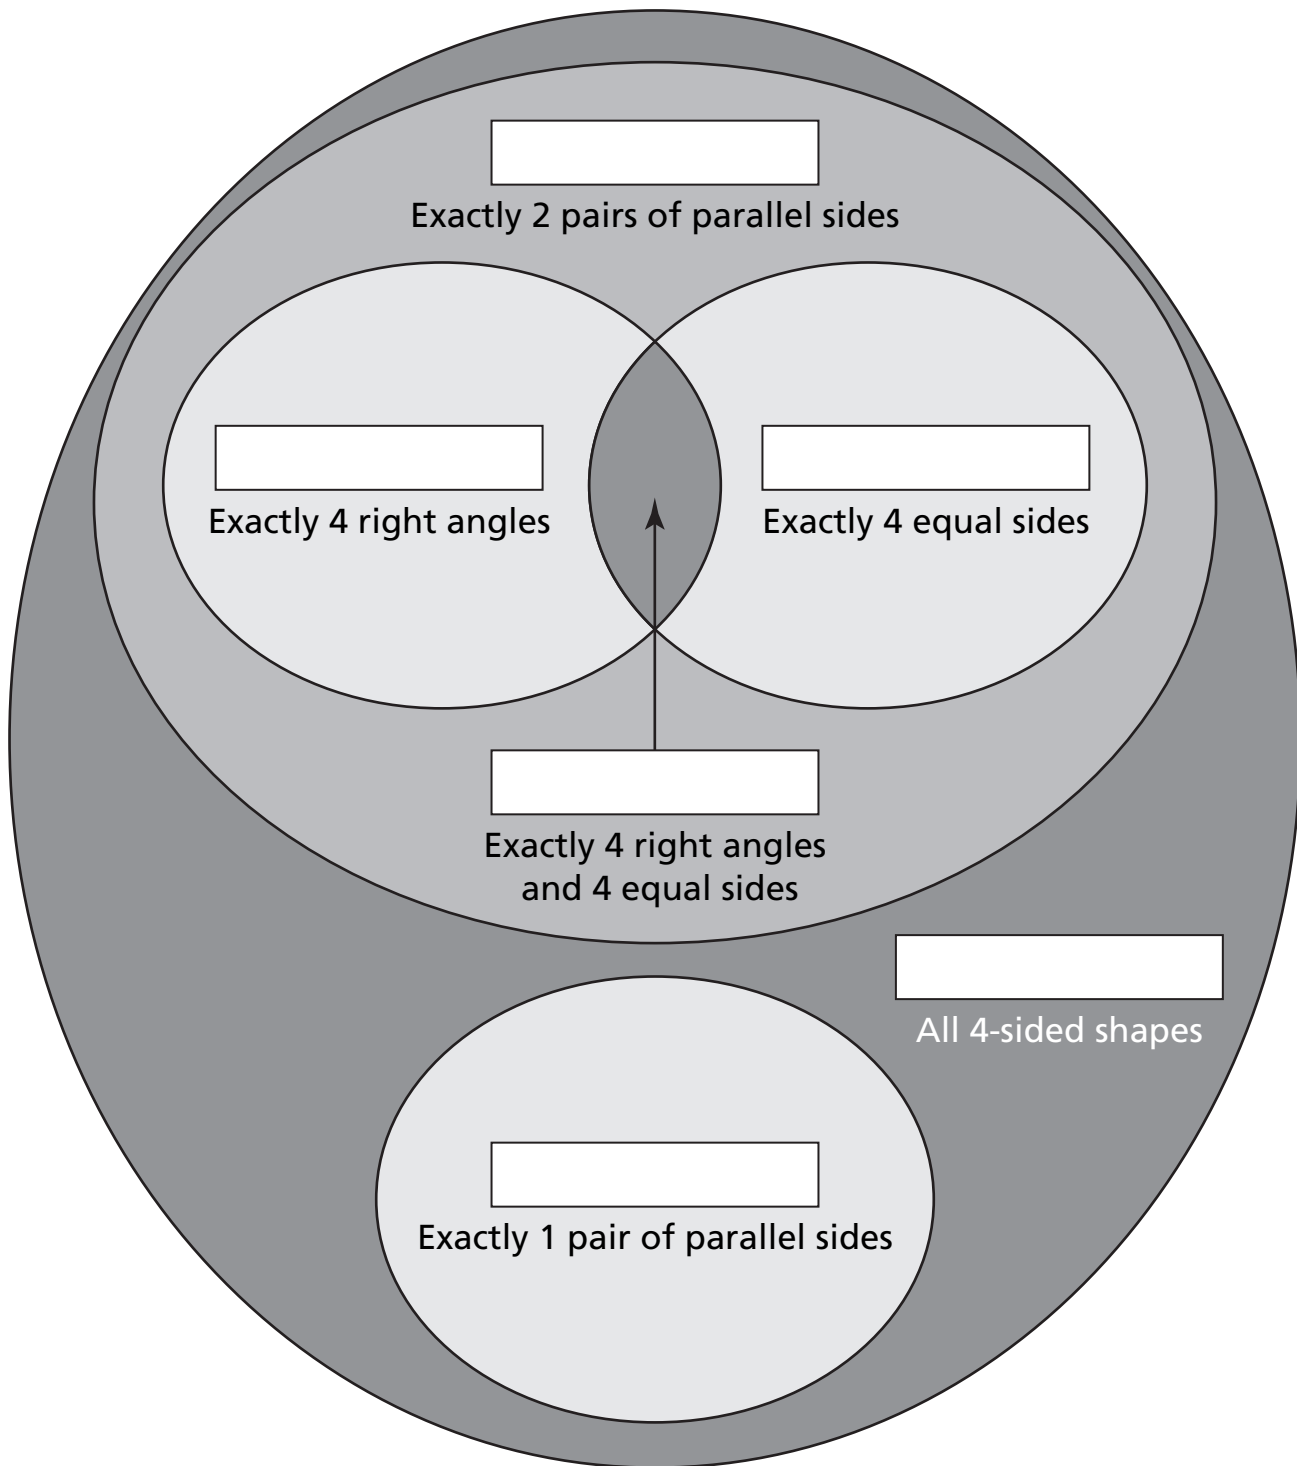 Exactly 2 pairs of parallel sides
Exactly 4 right angles
Exactly 4 equal sides
Exactly 4 right angles
and 4 equal sides
All 4-sided shapes
Exactly 1 pair of parallel sides